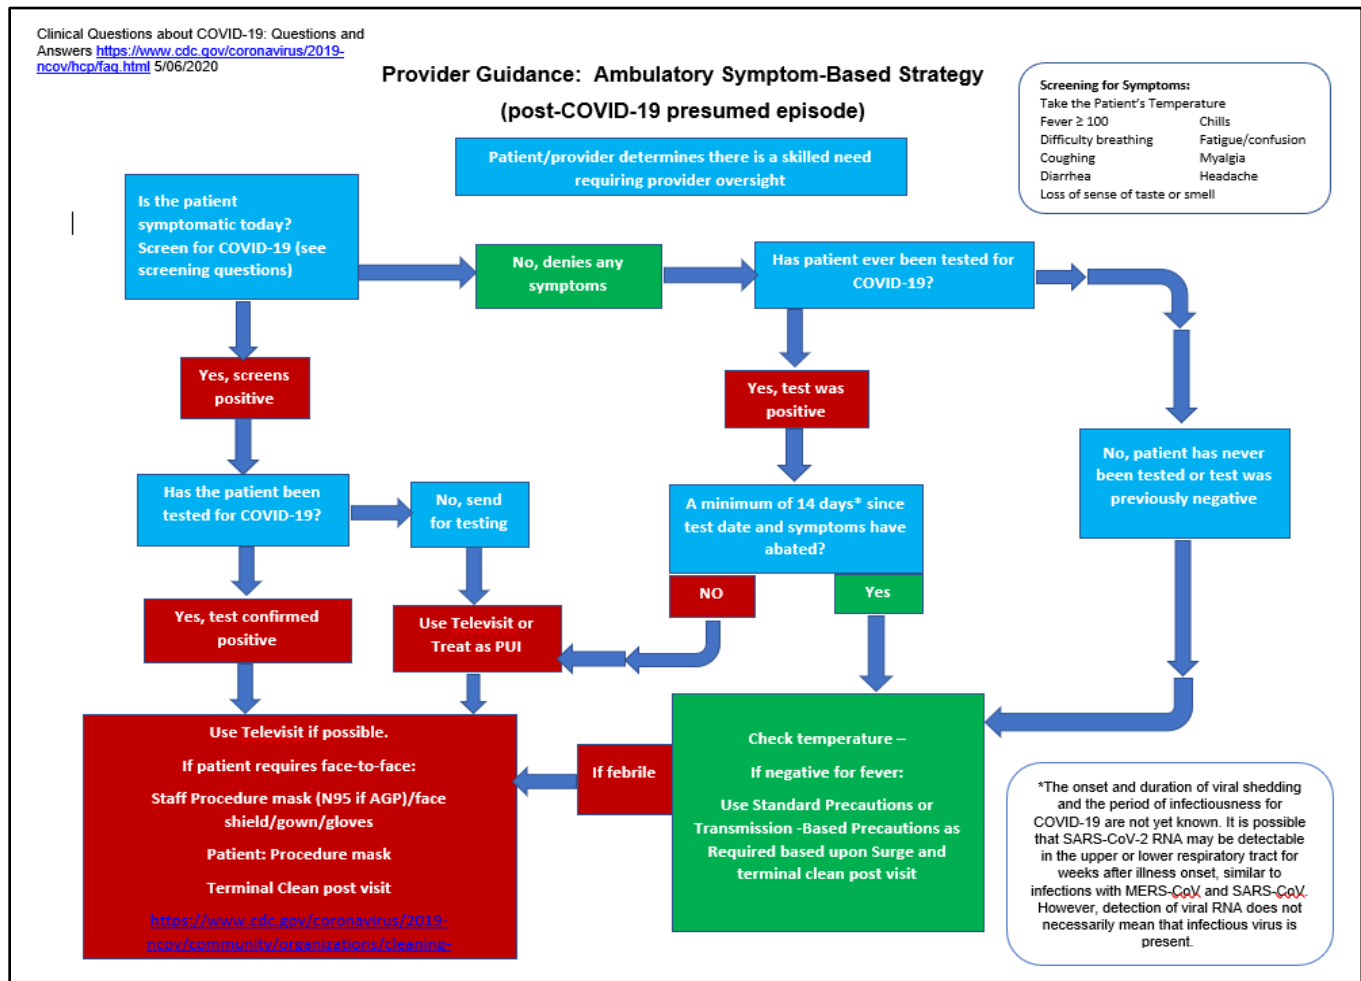 Clinical Questions about COVID-19: Questions and
Answers https://www.cdc.gov/coronavirus/2019-
ncov/hcp/faq.html 5/06/2020
Provider Guidance: Ambulatory Symptom-Based Strategy
(post-COVID-19 presumed episode)
Screening for Symptoms:
Take the Patient's Temperature
Fever ≥ 100 Chills
Difficulty breathing Fatigue/confusion
Coughing Myalgia
Diarrhea Headache
Loss of sense of taste or smell
Patient/provider determines there is a skilled need
requiring provider oversight
Is the patient
symptomatic today?
Screen for COVID-19 (see
screening questions)
No, denies any
symptoms
Has patient ever been tested for
COVID-19?
Yes, screens
positive
Yes, test was
positive
No, patient has never
been tested or test was
previously negative
Has the patient been
tested for COVID-19?
No, send
for testing
A minimum of 14 days* since
test date and symptoms have
abated?
NO
Yes
Yes, test confirmed
positive
Use Televisit or
Treat as PUI
Use Televisit if possible.
If patient requires face-to-face:
Staff Procedure mask (N95 if AGP)/face
shield/gown/gloves
Patient: Procedure mask
Terminal Clean post visit
https://www.cdc.gov/coronavirus/2019-
ncov/community/organizations/cleaning-
If febrile
Check temperature –
If negative for fever:
Use Standard Precautions or
Transmission -Based Precautions as
Required based upon Surge and
terminal clean post visit
*The onset and duration of viral shedding
and the period of infectiousness for
COVID-19 are not yet known. It is possible
that SARS-CoV-2 RNA may be detectable
in the upper or lower respiratory tract for
weeks after illness onset, similar to
infections with MERS-CoV and SARS-CoV.
However, detection of viral RNA does not
necessarily mean that infectious virus is
present.